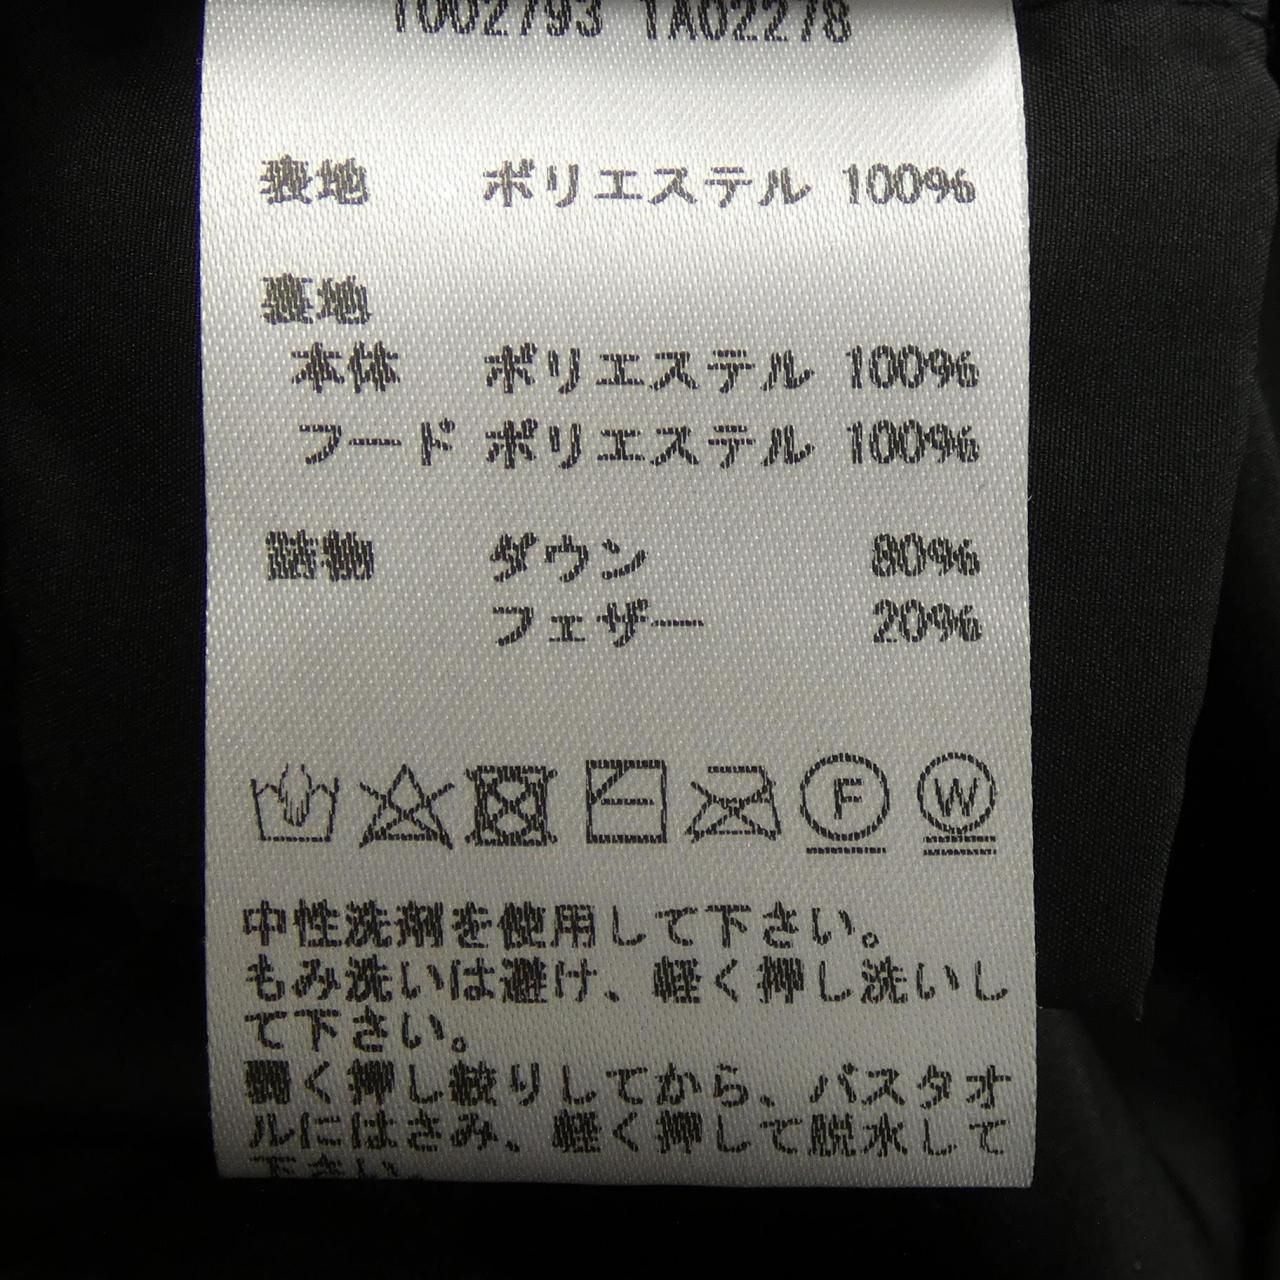 1002793 1A02278
表地 ポリエステル 100%
裏地
本体 ポリエステル 100%
フード ポリエステル 100%
詰物 ダウン 80%
フェザー 20%
F W
中性洗剤を使用して下さい。
もみ洗いは避け、軽く押し洗いし
て下さい。
軽く押し絞りしてから、バスタオ
ルにはさみ、軽く押して脱水して
下さい。